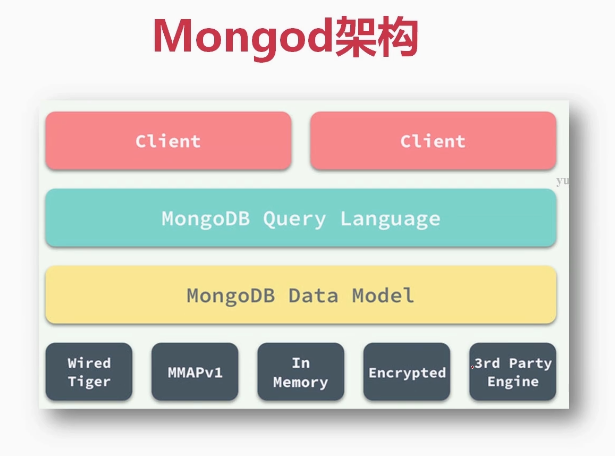 Mongod架构
Client
Client
yu
MongoDB Query Language
MongoDB Data Model
Wired
Tiger
MMAPv1
In
Memory
Encrypted
3rd Party
Engine